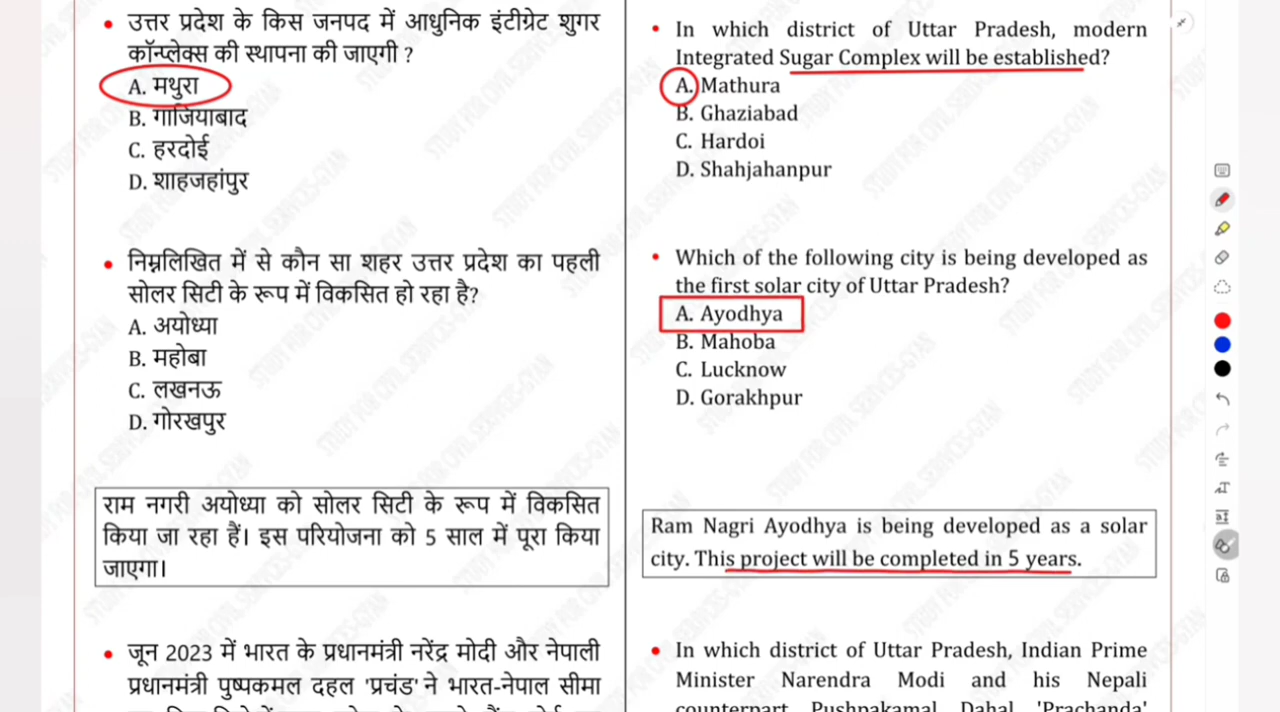 उत्तर प्रदेश के किस जनपद में आधुनिक इंटीग्रेट शुगर
कॉम्प्लेक्स की स्थापना की जाएगी ?
A. मथुरा
B. गाजियाबाद
C. हरदोई
D. शाहजहांपुर
निम्नलिखित में से कौन सा शहर उत्तर प्रदेश का पहली
सोलर सिटी के रूप में विकसित हो रहा है?
A. अयोध्या
B. महोबा
C. लखनऊ
D. गोरखपुर
राम नगरी अयोध्या को सोलर सिटी के रूप में विकसित
किया जा रहा हैं। इस परियोजना को 5 साल में पूरा किया
जाएगा।
जून 2023 में भारत के प्रधानमंत्री नरेंद्र मोदी और नेपाली
प्रधानमंत्री पुष्पकमल दहल 'प्रचंड' ने भारत-नेपाल सीमा
In which district of Uttar Pradesh, modern
Integrated Sugar Complex will be established?
A. Mathura
B. Ghaziabad
C. Hardoi
D. Shahjahanpur
Which of the following city is being developed as
the first solar city of Uttar Pradesh?
A. Ayodhya
B. Mahoba
C. Lucknow
D. Gorakhpur
Ram Nagri Ayodhya is being developed as a solar
city. This project will be completed in 5 years.
In which district of Uttar Pradesh, Indian Prime
Minister Narendra Modi and his Nepali
counterpart Pushpakamal Dahal 'Prachanda'